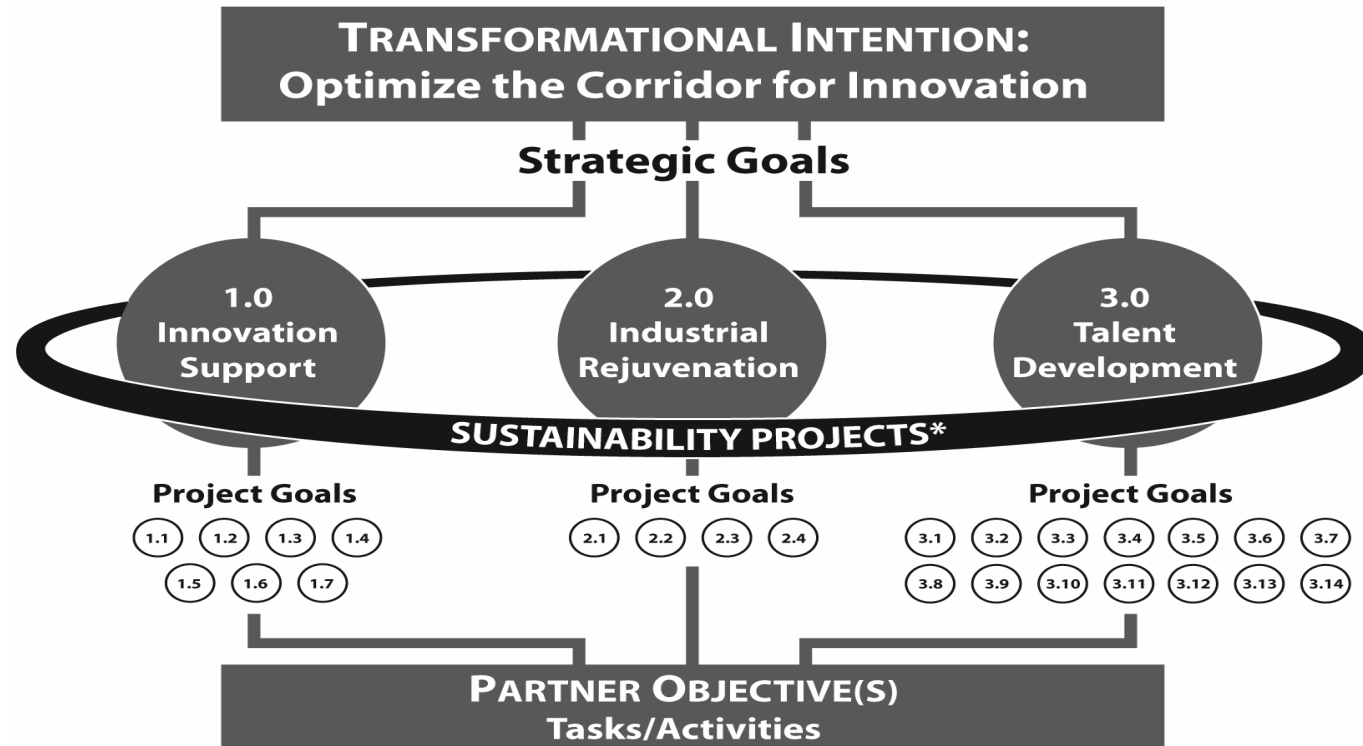 TRANSFORMATIONAL INTENTION:
Optimize the Corridor for Innovation
Strategic Goals
1.0
Innovation
Support
2.0
Industrial
Rejuvenation
3.0
Talent
Development
SUSTAINABILITY PROJECTS*
Project Goals
1.1 1.2 1.3 1.4
1.5 1.6 1.7
Project Goals
2.1 2.2 2.3 2.4
Project Goals
3.1 3.2 3.3 3.4 3.5 3.6 3.7
3.8 3.9 3.10 3.11 3.12 3.13 3.14
PARTNER OBJECTIVE(S)
Tasks/Activities